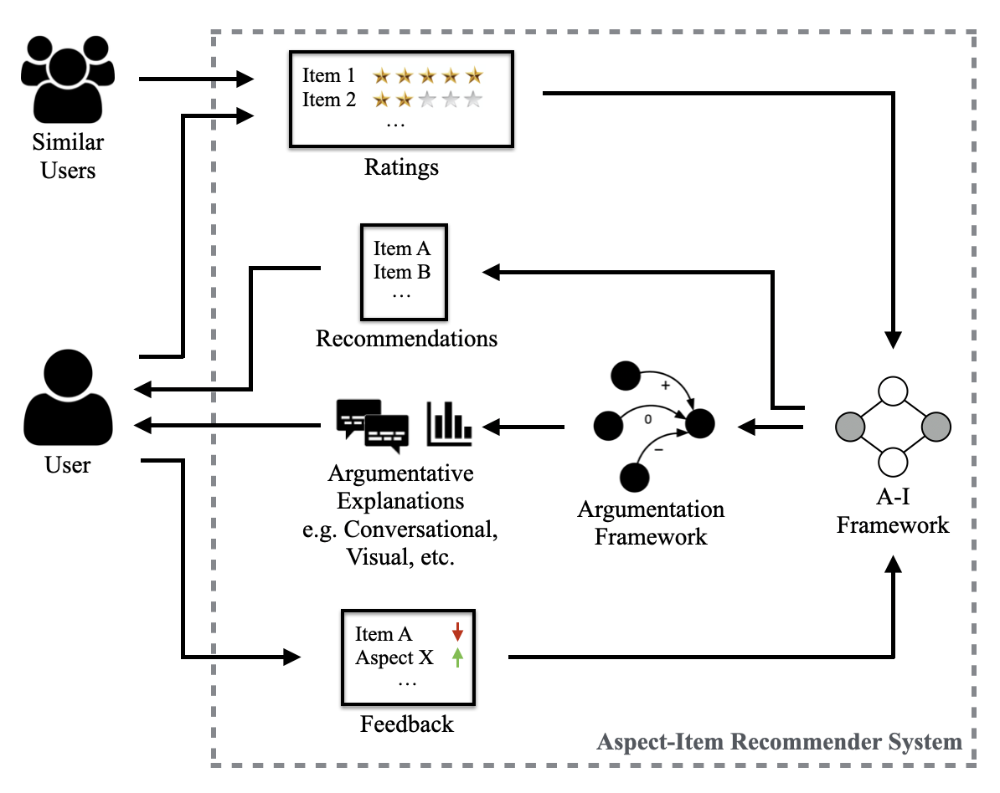 Item 1
Item 2
…
Ratings
Similar
Users
Item A
Item B
…
Recommendations
User
+
0
−
Argumentative
Explanations
e.g. Conversational,
Visual, etc.
Argumentation
Framework
A-I
Framework
Item A
Aspect X
…
Feedback
Aspect-Item Recommender System